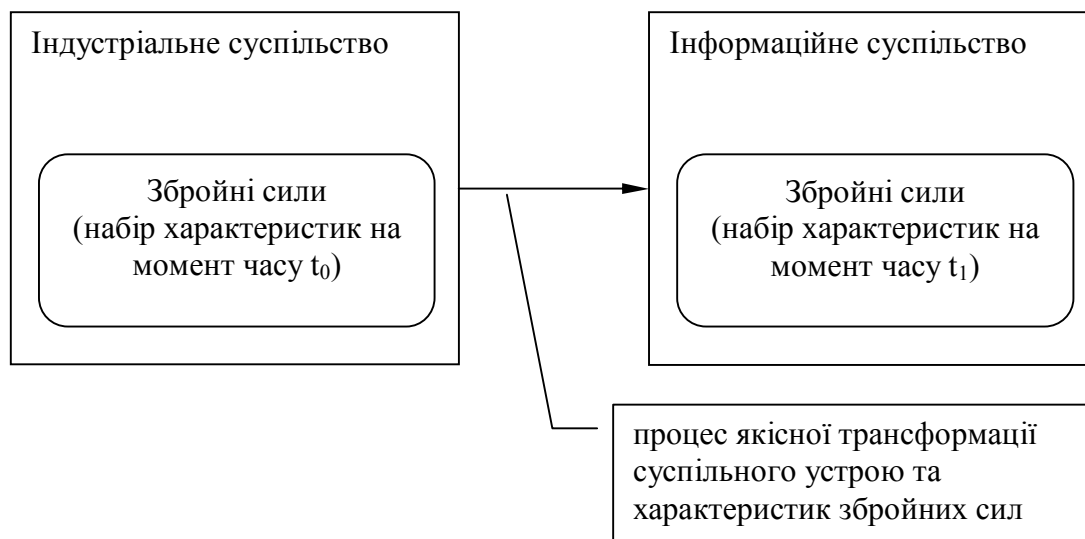 Індустріальне суспільство
Збройні сили
(набір характеристик на
момент часу t₀)
Інформаційне суспільство
Збройні сили
(набір характеристик на
момент часу t₁)
процес якісної трансформації
суспільного устрою та
характеристик збройних сил